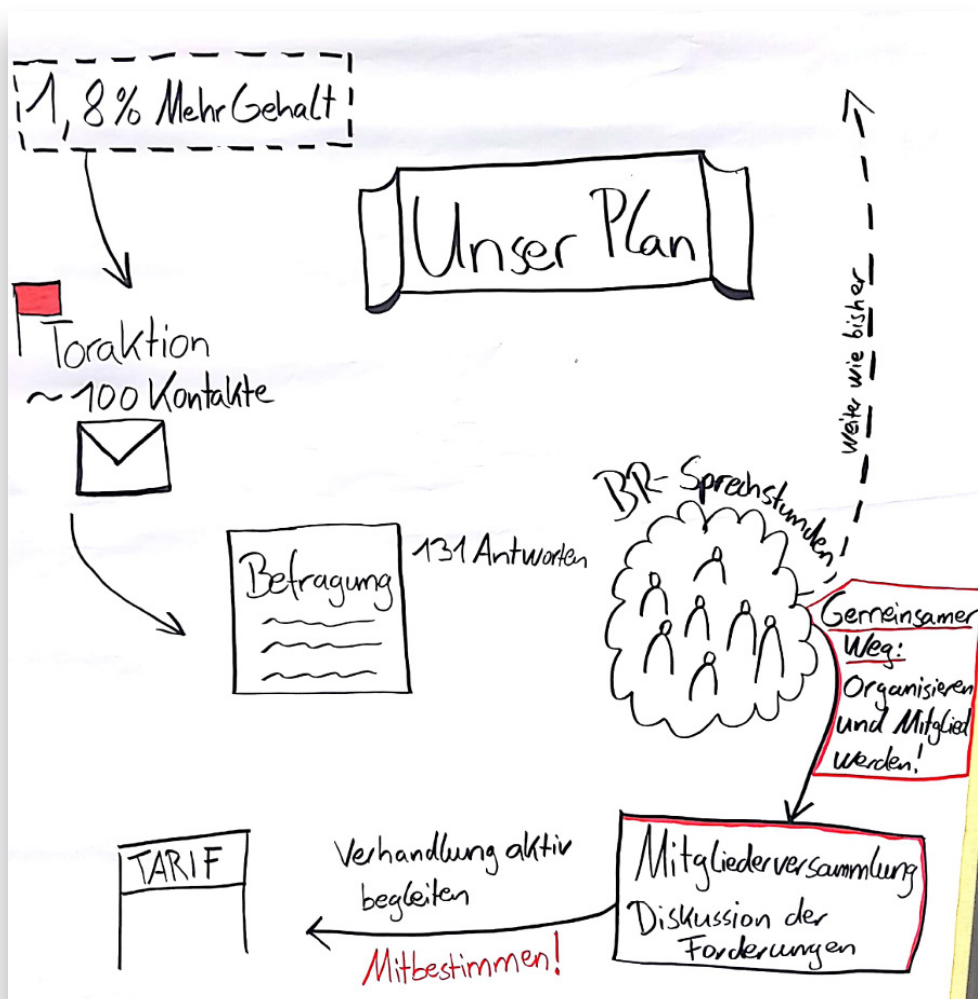 1,8% Mehr Gehalt
Unser Plan
Toraktion
~100 Kontakte
Befragung
131 Antworten
BR-Sprechstunden
Weiter wie bisher
Gemeinsamer
Weg:
Organisieren
und Mitglied
werden!
Mitgliederversammlung
Diskussion der
Forderungen
Verhandlung aktiv
begleiten
Mitbestimmen!
TARIF